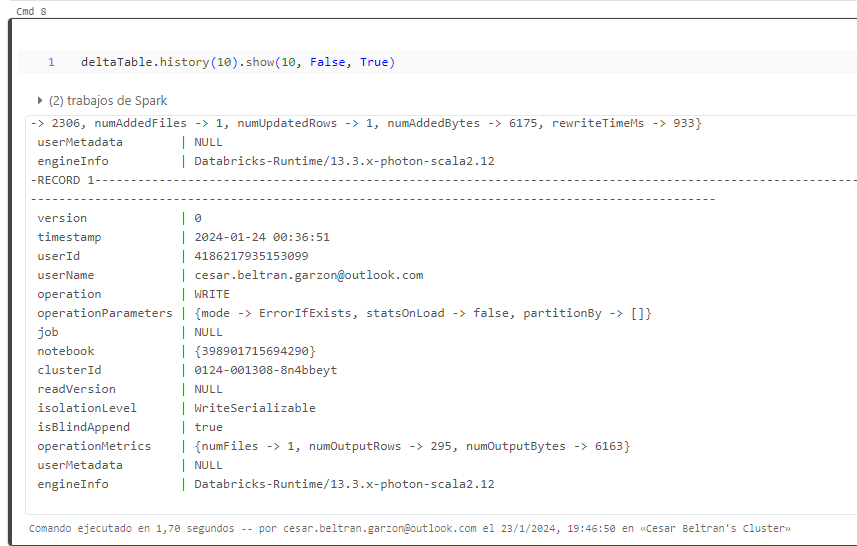 Cmd 8
1 deltaTable.history(10).show(10, False, True)
(2) trabajos de Spark
-> 2306, numAddedFiles -> 1, numUpdatedRows -> 1, numAddedBytes -> 6175, rewriteTimeMs -> 933}
userMetadata | NULL
engineInfo | Databricks-Runtime/13.3.x-photon-scala2.12
-RECORD 1-----------------------------------------------------------------------------------------------------------
------------------------------------------------------------------------------------------------
version | 0
timestamp | 2024-01-24 00:36:51
userId | 4186217935153099
userName | cesar.beltran.garzon@outlook.com
operation | WRITE
operationParameters | {mode -> ErrorIfExists, statsOnLoad -> false, partitionBy -> []}
job | NULL
notebook | {398901715694290}
clusterId | 0124-001308-8n4bbeyt
readVersion | NULL
isolationLevel | WriteSerializable
isBlindAppend | true
operationMetrics | {numFiles -> 1, numOutputRows -> 295, numOutputBytes -> 6163}
userMetadata | NULL
engineInfo | Databricks-Runtime/13.3.x-photon-scala2.12
Comando ejecutado en 1,70 segundos -- por cesar.beltran.garzon@outlook.com el 23/1/2024, 19:46:50 en «Cesar Beltran's Cluster»